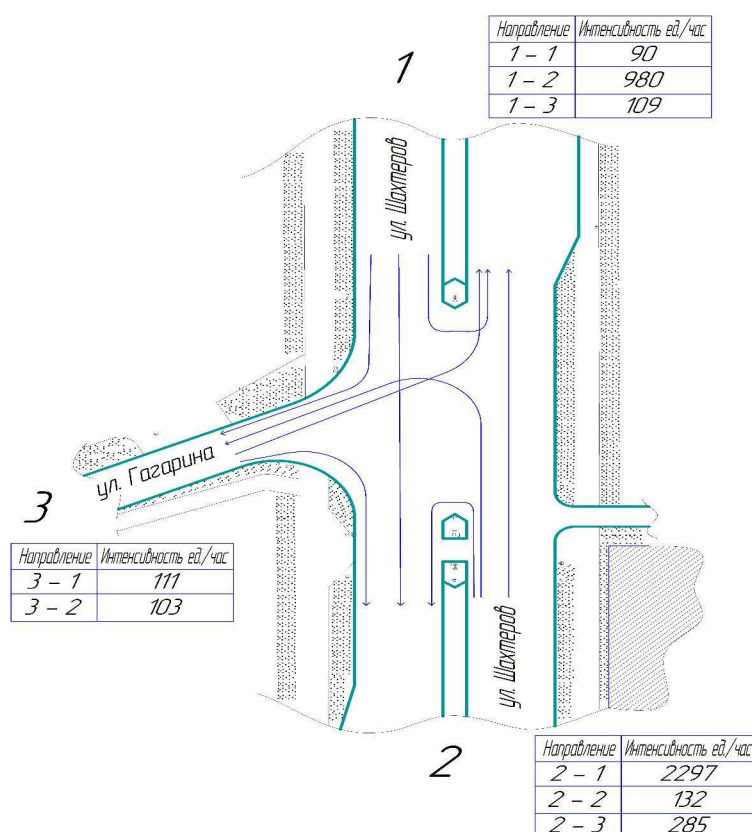 Направление Интенсивность ед./час
1 - 1 90
1 - 2 980
1 - 3 109
1
ул. Шахтеров
ул. Гагарина
3
Направление Интенсивность ед./час
3 - 1 111
3 - 2 103
ул. Шахтеров
2
Направление Интенсивность ед./час
2 - 1 2297
2 - 2 132
2 - 3 285